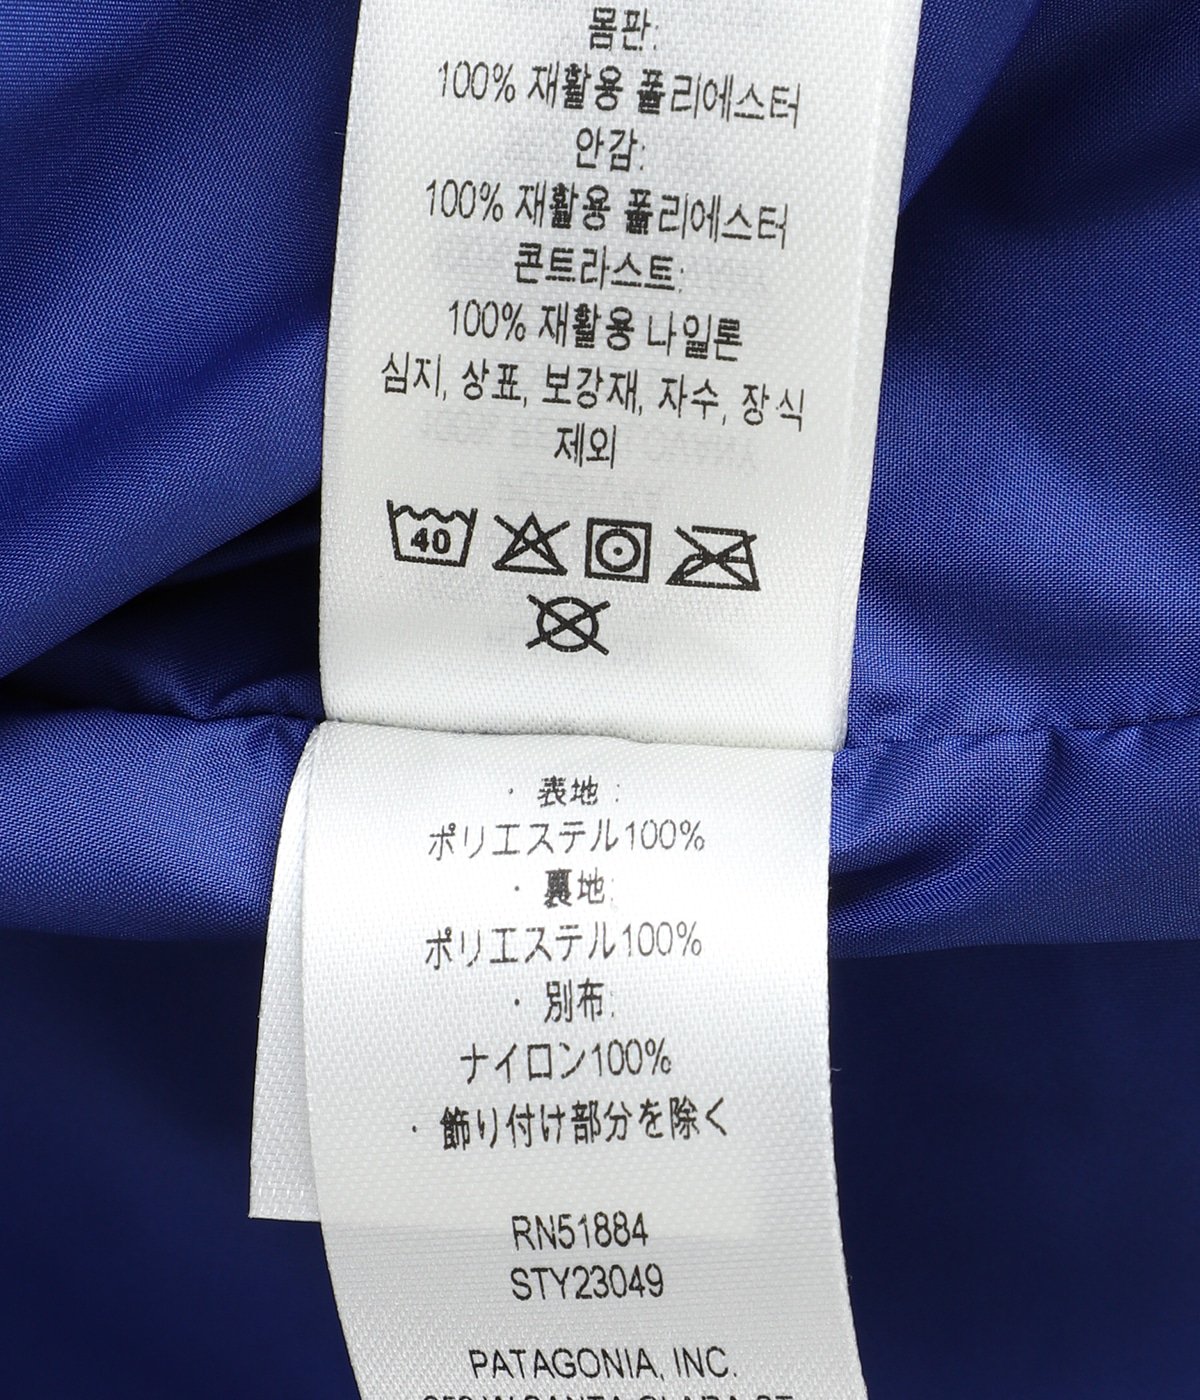 몸판:
100% 재활용 폴리에스터
안감:
100% 재활용 폴리에스터
콘트라스트:
100% 재활용 나일론
심지, 상표, 보강재, 자수, 장식
제외
40
・表地:
ポリエステル100%
・裏地:
ポリエステル100%
・別布:
ナイロン100%
・飾り付け部分を除く
RN51884
STY23049
PATAGONIA, INC.